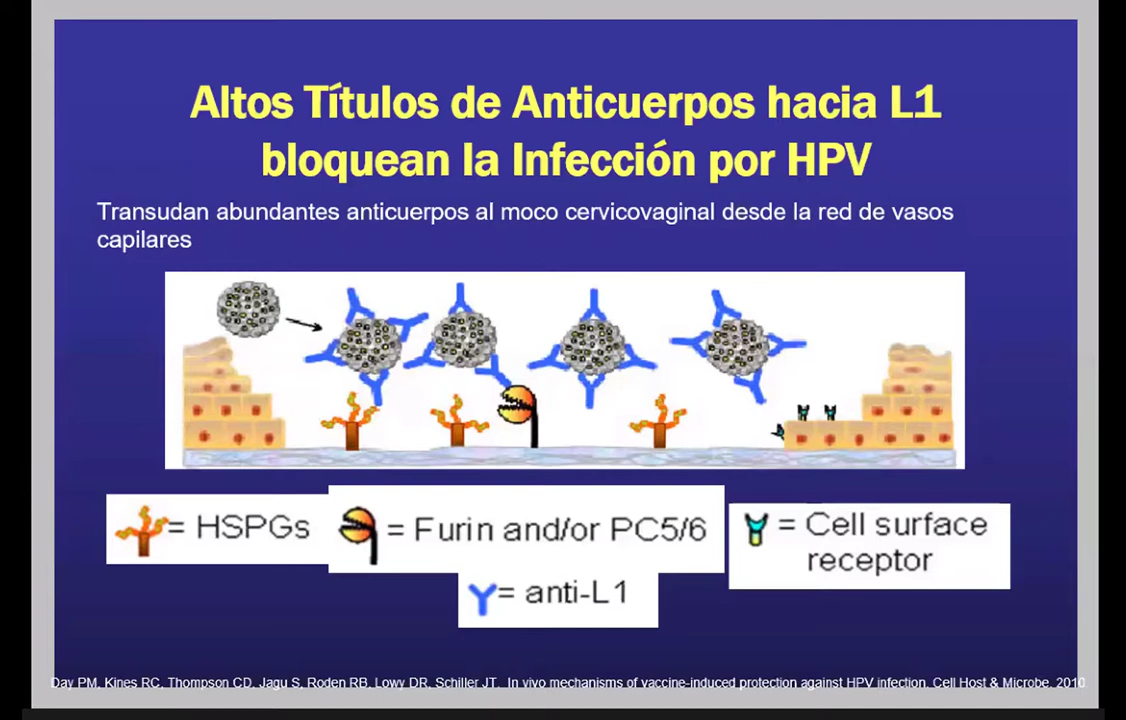 Altos Títulos de Anticuerpos hacia L1
bloquean la Infección por HPV
Transudan abundantes anticuerpos al moco cervicovaginal desde la red de vasos
capilares
= HSPGs
= Furin and/or PC5/6
= Cell surface
receptor
= anti-L1
Day PM, Kines RC, Thompson CD, Jagu S, Roden RB, Lowy DR, Schiller JT. In vivo mechanisms of vaccine-induced protection against HPV infection. Cell Host & Microbe. 2010.